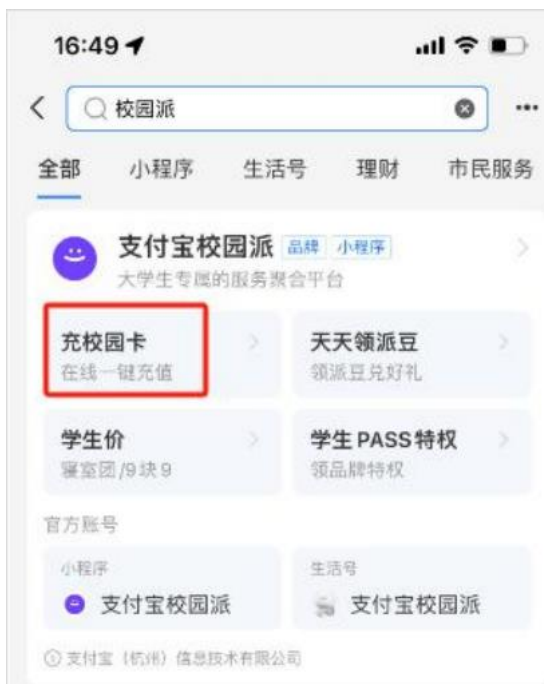 16:49
校园派
全部 小程序 生活号 理财 市民服务
支付宝校园派 品牌 小程序
大学生专属的服务聚合平台
充校园卡 天天领派豆
在线一键充值 领派豆兑好礼
学生价 学生 PASS 特权
寝室团/9块9 领品牌特权
官方账号
小程序 生活号
支付宝校园派 支付宝校园派
支付宝（杭州）信息技术有限公司